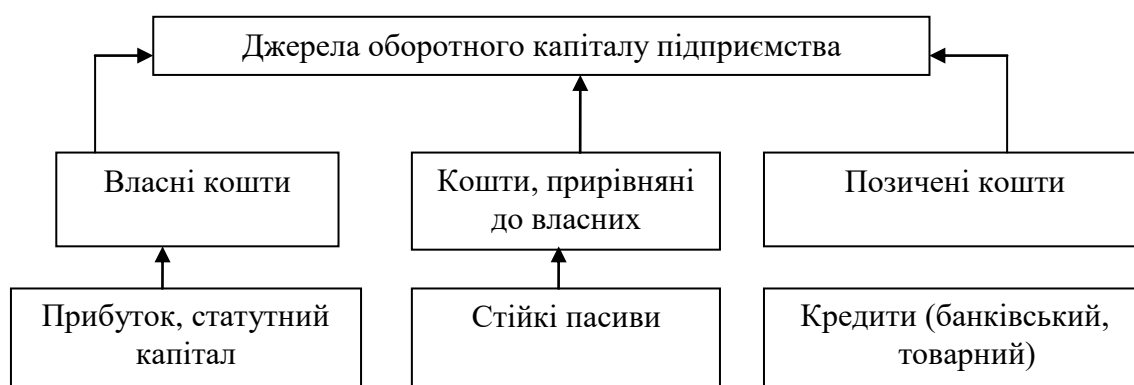 Джерела оборотного капіталу підприємства
Власні кошти
Кошти, прирівняні
до власних
Позичені кошти
Прибуток, статутний
капітал
Стійкі пасиви
Кредити (банківський,
товарний)